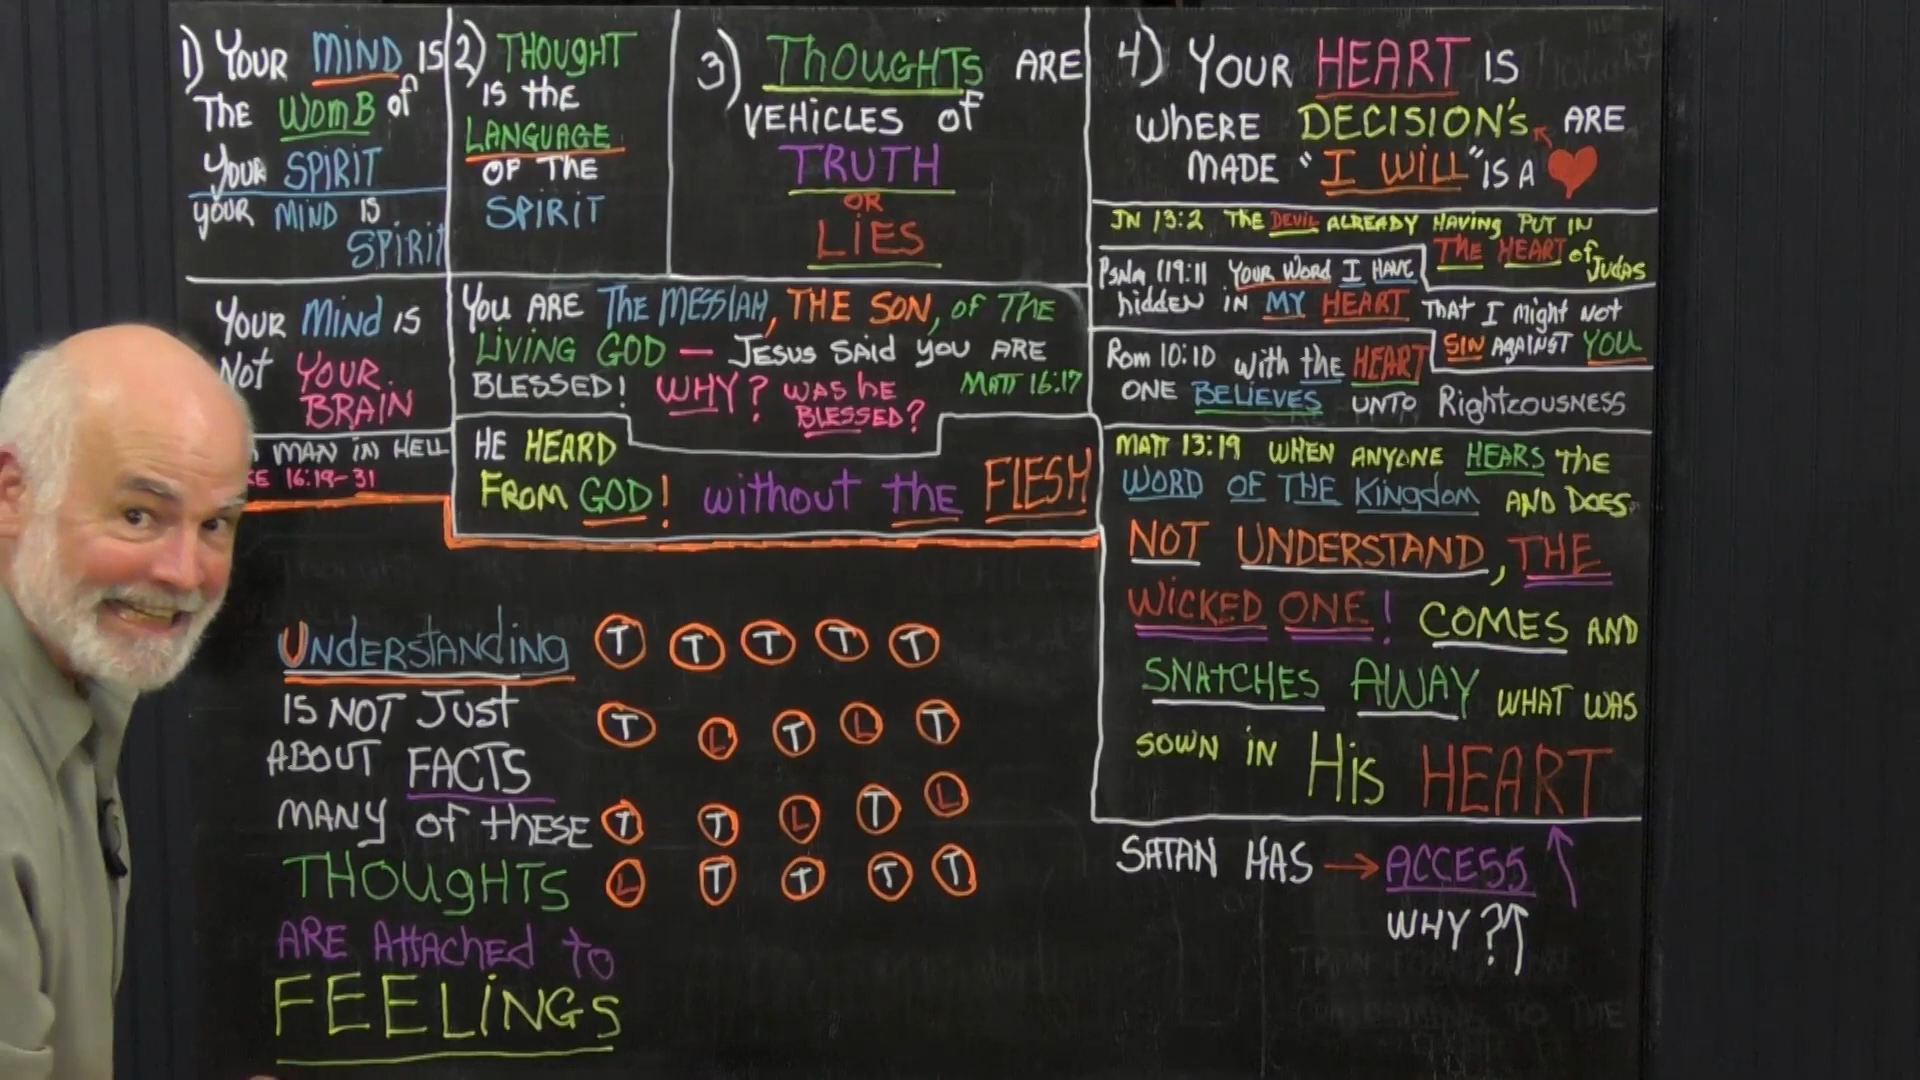 1) YOUR MIND IS
THE WOMB of
YOUR SPIRIT
YOUR MIND IS
SPIRIT
YOUR MIND IS
NOT YOUR
BRAIN
MAN IN HELL
16:19-31
2) THOUGHT
IS the
LANGUAGE
OF THE
SPIRIT
3) THOUGHTS ARE
VEHICLES of
TRUTH
OR
LIES
YOU ARE THE MESSIAH, THE SON, of THE
LIVING GOD — JESUS SAID YOU ARE
BLESSED! WHY? WAS HE MATT 16:17
BLESSED?
HE HEARD
FROM GOD! without the FLESH
4) YOUR HEART IS
WHERE DECISION's ARE
MADE "I WILL" IS A
JN 13:2 THE DEVIL ALREADY HAVING PUT IN
THE HEART of JUDAS
PSALM 119:11 YOUR WORD I HAVE
hidden IN MY HEART THAT I might NOT
SIN AGAINST YOU
ROM 10:10 with the HEART
ONE BELIEVES UNTO RighteousNESS
MATT 13:19 WHEN ANYONE HEARS the
WORD OF THE Kingdom AND DOES
NOT UNDERSTAND, THE
WICKED ONE! COMES AND
SNATCHES AWAY WHAT WAS
SOWN IN His HEART
SATAN HAS → ACCESS
WHY?
UNDERSTANDING
IS NOT JUST
ABOUT FACTS
MANY of these
THOUGHTS
ARE Attached to
FEELINGS
T T T T T
T L T L T
T T L T L
L T T T T